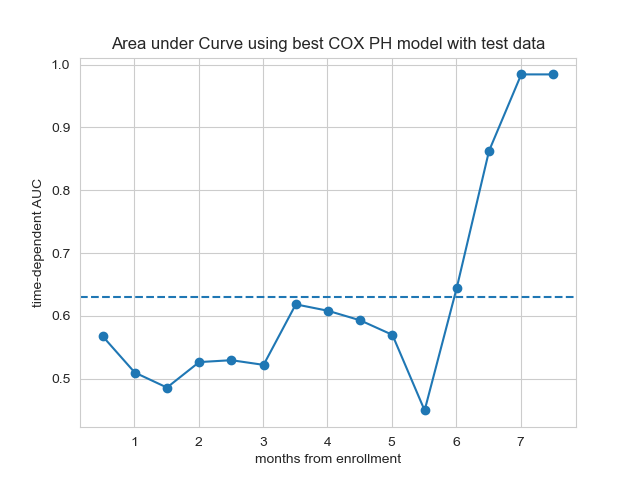 Area under Curve using best COX PH model with test data
time-dependent AUC
1.0
0.9
0.8
0.7
0.6
0.5
1 2 3 4 5 6 7
months from enrollment